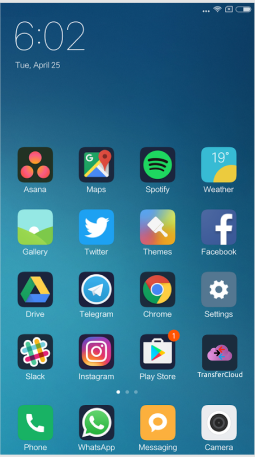 6:02
Tue, April 25
G
19°
Asana Maps Spotify Weather
Gallery Twitter Themes Facebook
Drive Telegram Chrome Settings
1
Slack Instagram Play Store TransferCloud
Phone WhatsApp Messaging Camera